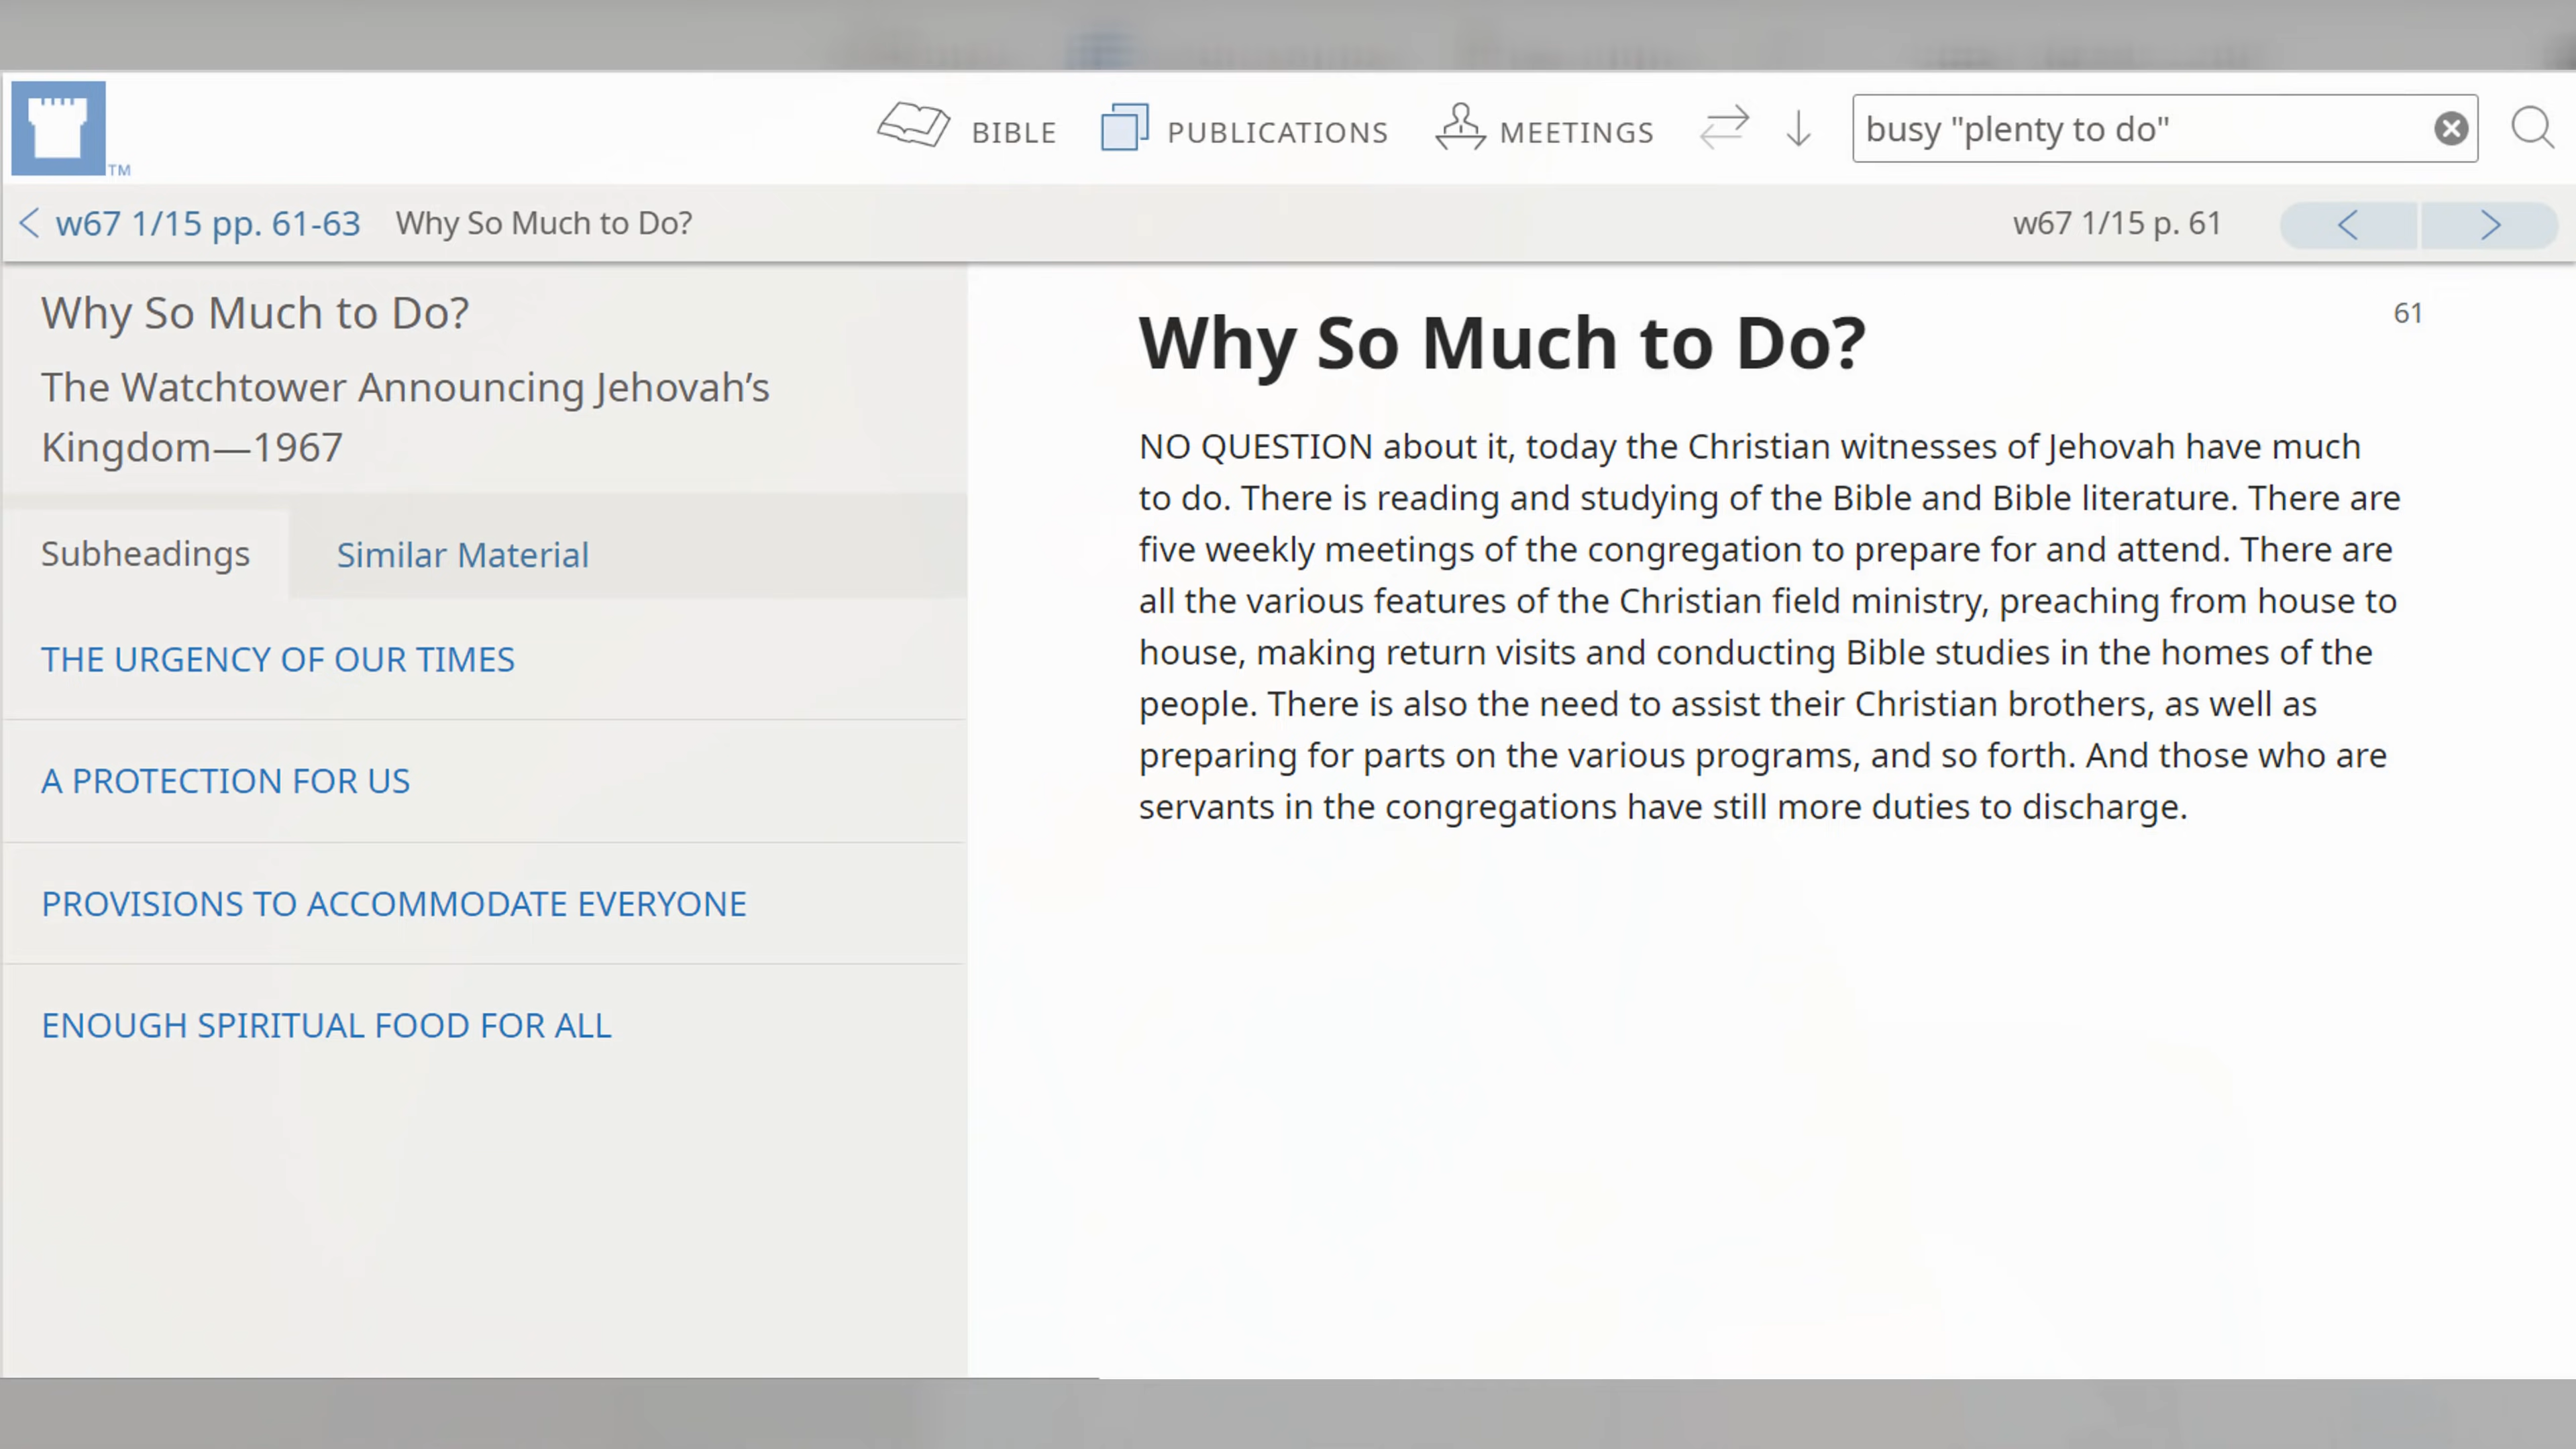 BIBLE
PUBLICATIONS
MEETINGS
busy "plenty to do"
TM
w67 1/15 pp. 61-63
Why So Much to Do?
w67 1/15 p. 61
Why So Much to Do?
The Watchtower Announcing Jehovah’s
Kingdom—1967
Subheadings
Similar Material
THE URGENCY OF OUR TIMES
A PROTECTION FOR US
PROVISIONS TO ACCOMMODATE EVERYONE
ENOUGH SPIRITUAL FOOD FOR ALL
61
Why So Much to Do?
NO QUESTION about it, today the Christian witnesses of Jehovah have much
to do. There is reading and studying of the Bible and Bible literature. There are
five weekly meetings of the congregation to prepare for and attend. There are
all the various features of the Christian field ministry, preaching from house to
house, making return visits and conducting Bible studies in the homes of the
people. There is also the need to assist their Christian brothers, as well as
preparing for parts on the various programs, and so forth. And those who are
servants in the congregations have still more duties to discharge.